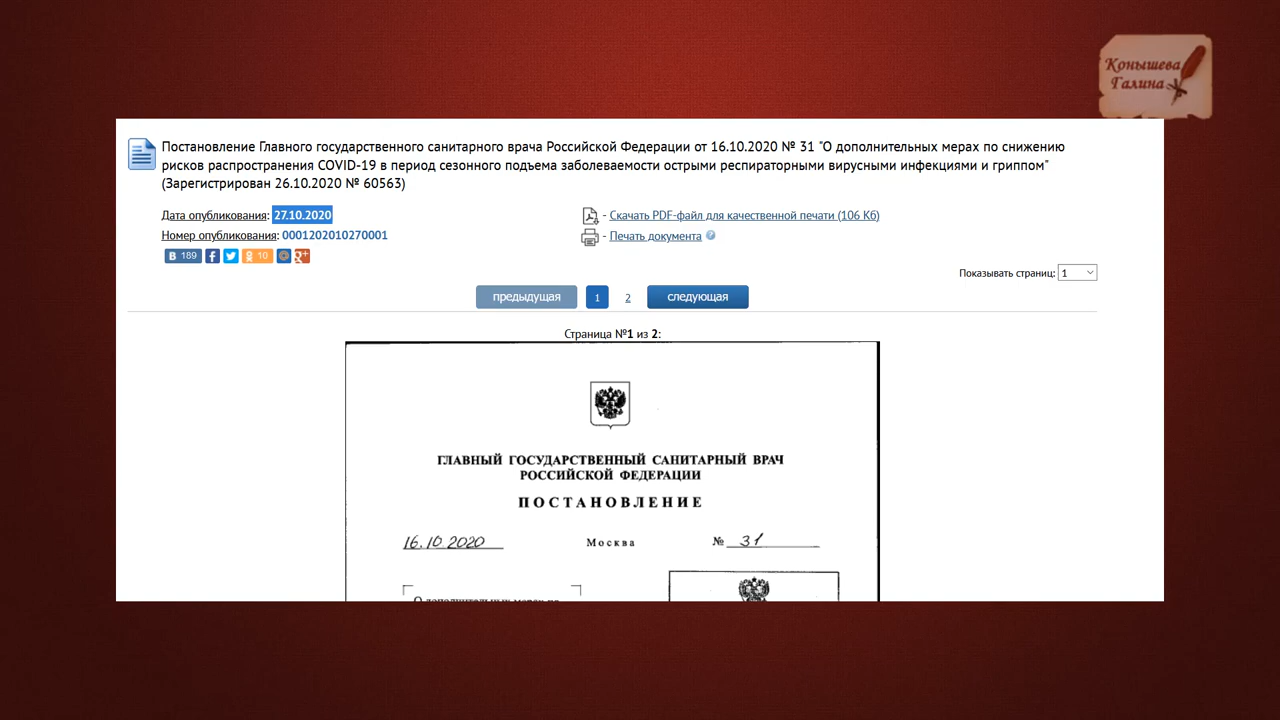 Конышева
Галина
Постановление Главного государственного санитарного врача Российской Федерации от 16.10.2020 № 31 "О дополнительных мерах по снижению
рисков распространения COVID-19 в период сезонного подъема заболеваемости острыми респираторными вирусными инфекциями и гриппом"
(Зарегистрирован 26.10.2020 № 60563)
Дата опубликования: 27.10.2020
- Скачать PDF-файл для качественной печати (106 Кб)
Номер опубликования: 0001202010270001
- Печать документа ?
В 189 10 g+
Показывать страниц: 1
предыдущая 1 2 следующая
Страница №1 из 2:
ГЛАВНЫЙ ГОСУДАРСТВЕННЫЙ САНИТАРНЫЙ ВРАЧ
РОССИЙСКОЙ ФЕДЕРАЦИИ
ПОСТАНОВЛЕНИЕ
16.10.2020 Москва № 31
О дополнительных мерах по